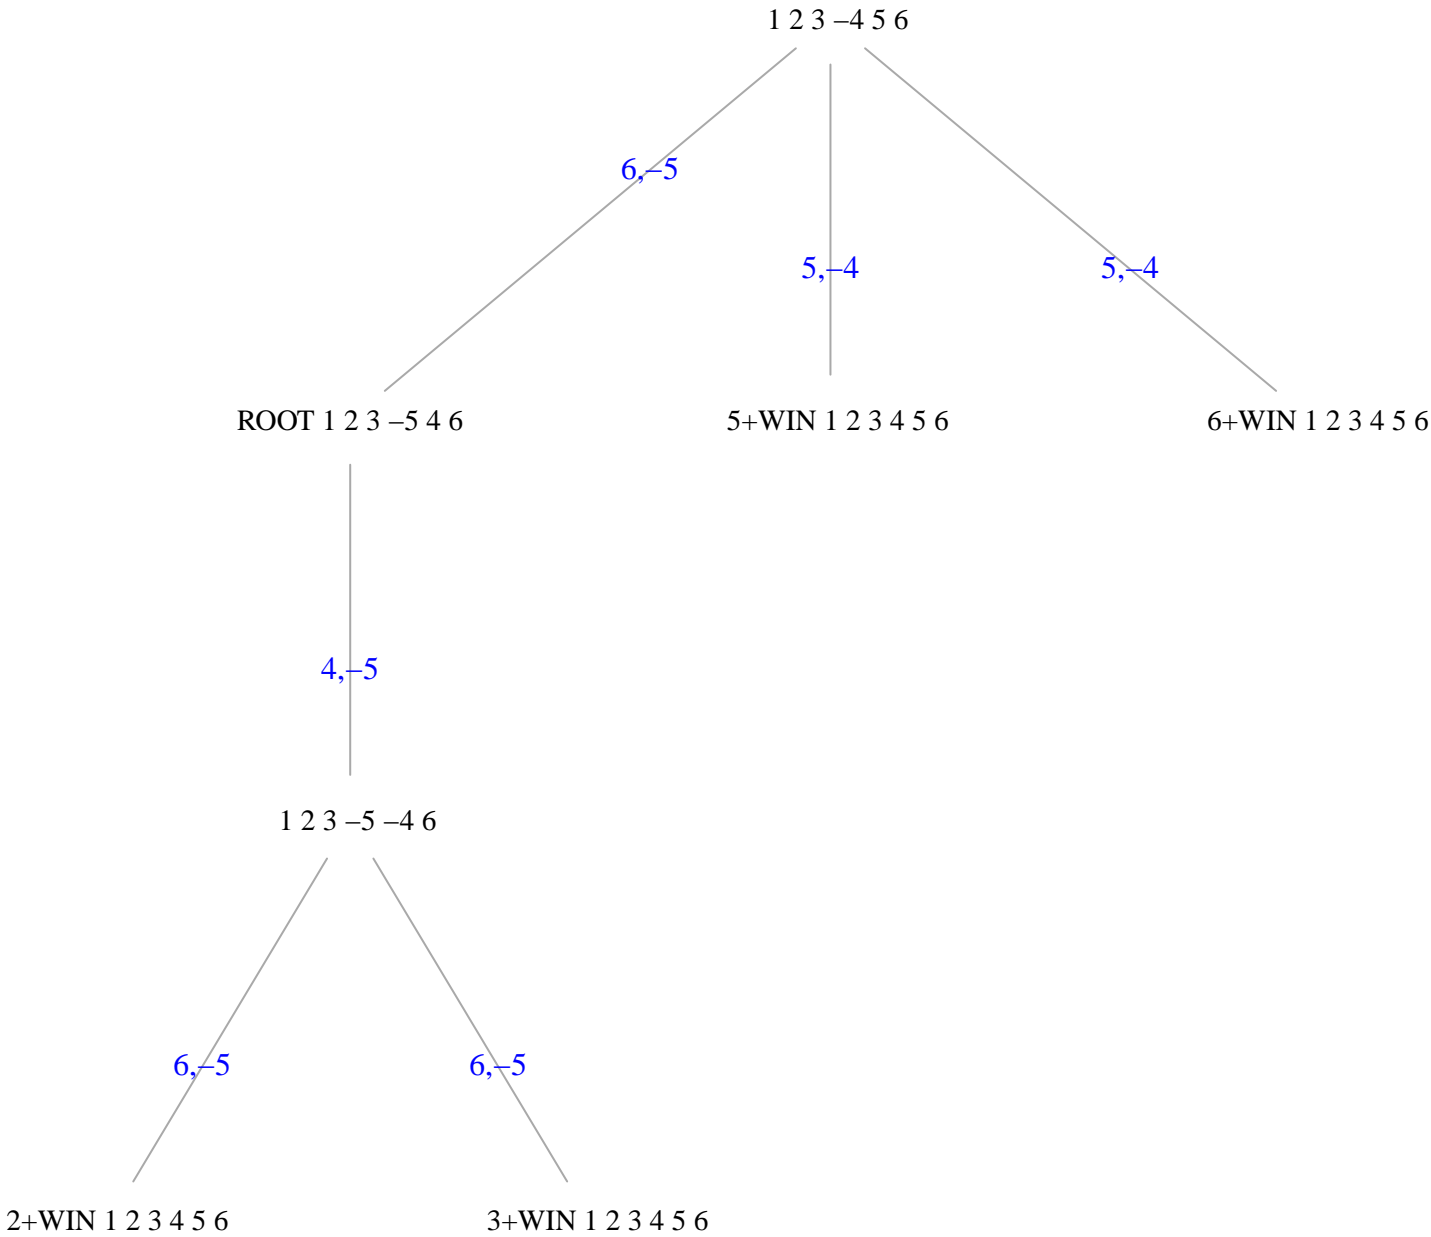 1 2 3 –4 5 6
6,–5
5,–4
5,–4
ROOT 1 2 3 –5 4 6
5+WIN 1 2 3 4 5 6
6+WIN 1 2 3 4 5 6
4,–5
1 2 3 –5 –4 6
6,–5
6,–5
2+WIN 1 2 3 4 5 6
3+WIN 1 2 3 4 5 6